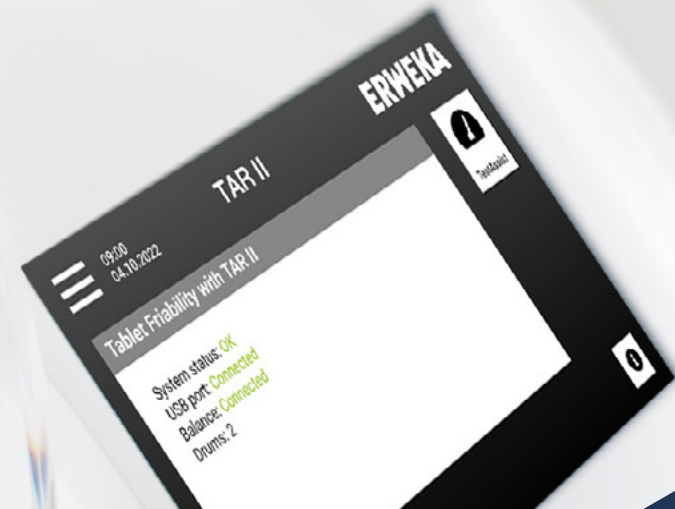 ERWEKA
TAR II
TestAssist
09:00
04.10.2022
Tablet Friability with TAR II
System status: OK
USB port: Connected
Balance: Connected
Drums: 2